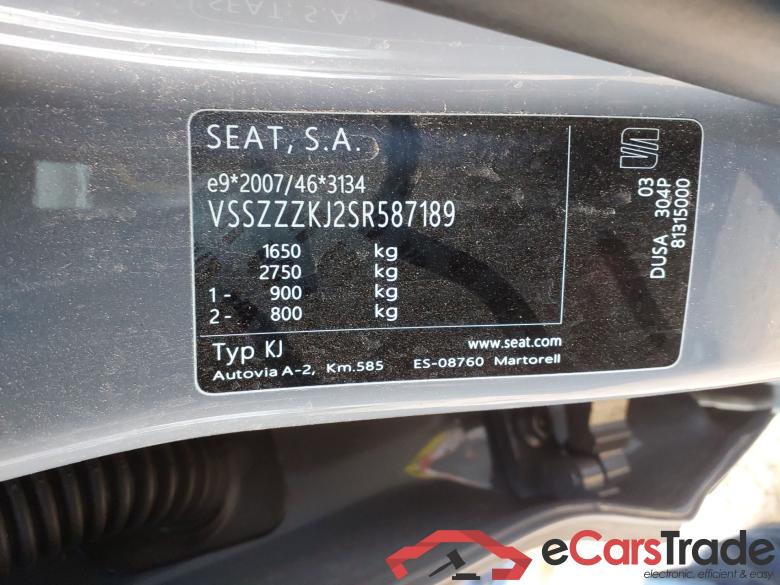 SEAT, S.A.
SEAT, S.A.
e9*2007/46*3134
VSSZZZKJ2SR587189
1650 kg
2750 kg
1 - 900 kg
2 - 800 kg
Typ KJ www.seat.com
Autovia A-2, Km.585 ES-08760 Martorell
03
DUSA 304P
81315000
eCarsTrade
electronic, efficient & easy